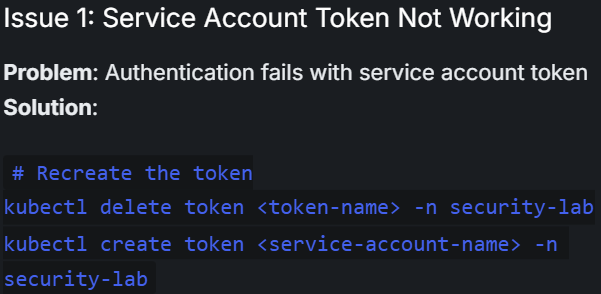 Issue 1: Service Account Token Not Working
Problem: Authentication fails with service account token
Solution:
# Recreate the token
kubectl delete token <token-name> -n security-lab
kubectl create token <service-account-name> -n
security-lab